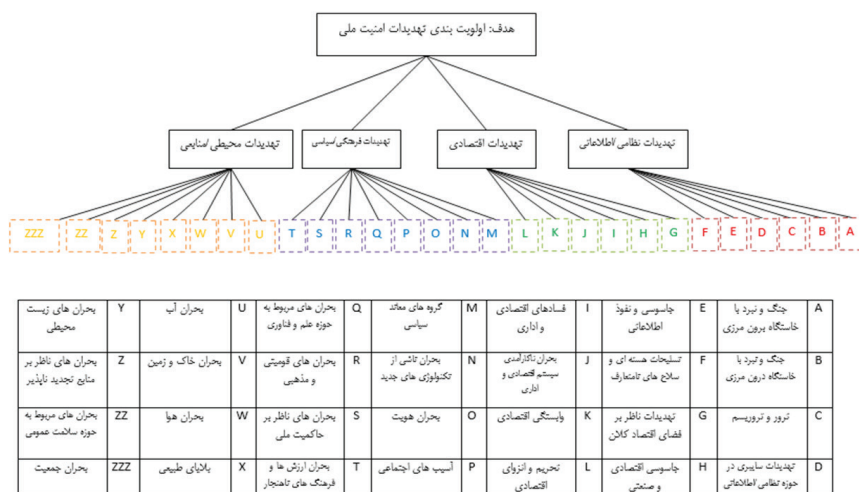 هدف: اولویت بندی تهدیدات امنیت ملی
تهدیدات نظامی/اطلاعاتی
تهدیدات اقتصادی
تهدیدات فرهنگی/سیاسی
تهدیدات محیطی/منابعی
A
B
C
D
E
F
G
H
I
J
K
L
M
N
O
P
Q
R
S
T
U
V
W
X
Y
Z
ZZ
ZZZ
A
جنگ و نبرد با
خاستگاه برون مرزی
E
جاسوسی و نفوذ
اطلاعاتی
I
فسادهای اقتصادی
و اداری
M
گروه های معاند
سیاسی
Q
بحران های مربوط به
حوزه علم و فناوری
U
بحران آب
Y
بحران های زیست
محیطی
B
جنگ و نبرد با
خاستگاه درون مرزی
F
تسلیحات هسته ای و
سلاح های نامتعارف
J
بحران ناکارآمدی
سیستم اقتصادی و
اداری
N
بحران ناشی از
تکنولوژی های جدید
R
بحران های قومیتی
و مذهبی
V
بحران خاک و زمین
Z
بحران های ناظر بر
منابع تجدید ناپذیر
C
ترور و تروریسم
G
تهدیدات ناظر بر
فضای اقتصاد کلان
K
وابستگی اقتصادی
O
بحران هویت
S
بحران های ناظر بر
حاکمیت ملی
W
بحران هوا
ZZ
بحران های مربوط به
حوزه سلامت عمومی
D
تهدیدات سایبری در
حوزه نظامی/اطلاعاتی
H
جاسوسی اقتصادی
و صنعتی
L
تحریم و انزوای
اقتصادی
P
آسیب های اجتماعی
T
بحران ارزش ها و
فرهنگ های ناهنجار
X
بلایای طبیعی
ZZZ
بحران جمعیت